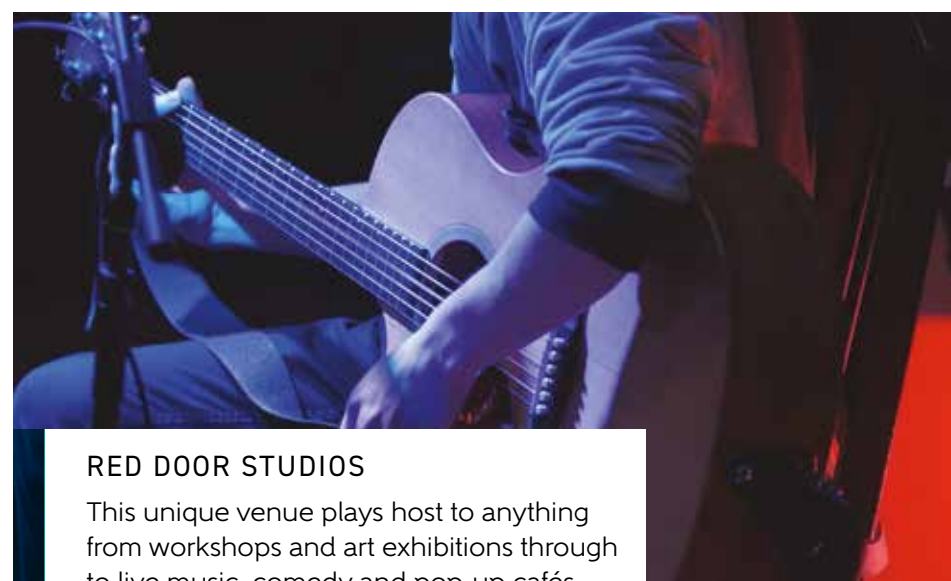 RED DOOR STUDIOS
This unique venue plays host to anything
from workshops and art exhibitions through
to live music, comedy and pop-up cafés